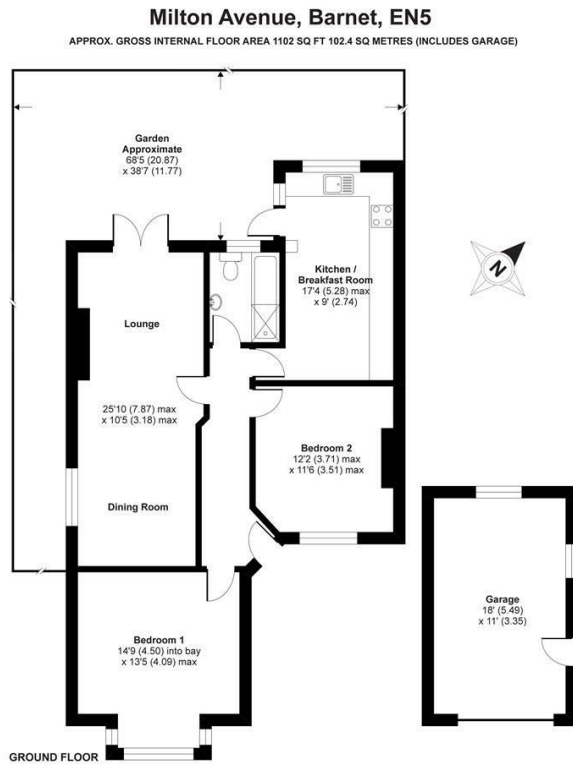 Milton Avenue, Barnet, EN5
APPROX. GROSS INTERNAL FLOOR AREA 1102 SQ FT 102.4 SQ METRES (INCLUDES GARAGE)
Garden
Approximate
68'5 (20.87)
x 38'7 (11.77)
Kitchen /
Breakfast Room
17'4 (5.28) max
x 9' (2.74)
N
Lounge
25'10 (7.87) max
x 10'5 (3.18) max
Dining Room
Bedroom 2
12'2 (3.71) max
x 11'6 (3.51) max
Garage
18' (5.49)
x 11' (3.35)
Bedroom 1
14'9 (4.50) into bay
x 13'5 (4.09) max
GROUND FLOOR